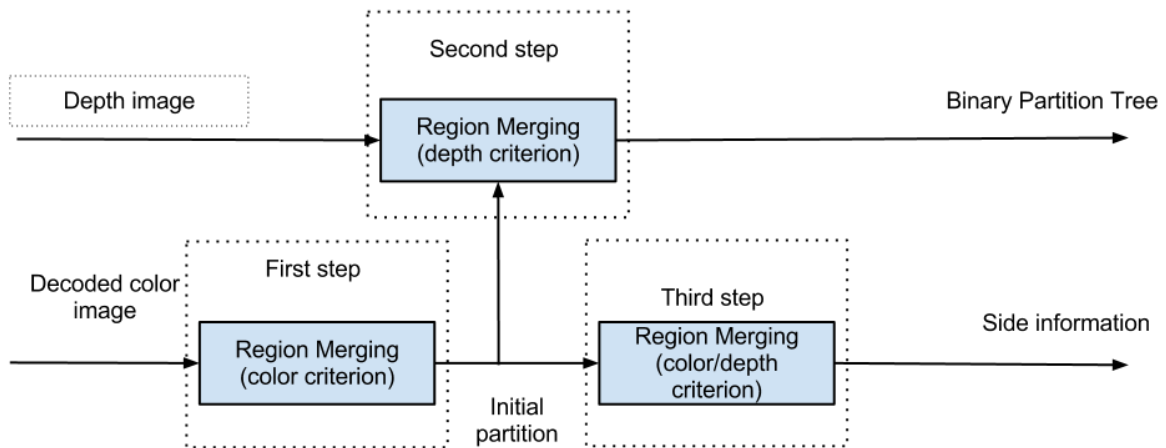 Second step
Depth image
Region Merging
(depth criterion)
Binary Partition Tree
Decoded color
image
First step
Region Merging
(color criterion)
Initial
partition
Third step
Region Merging
(color/depth
criterion)
Side information